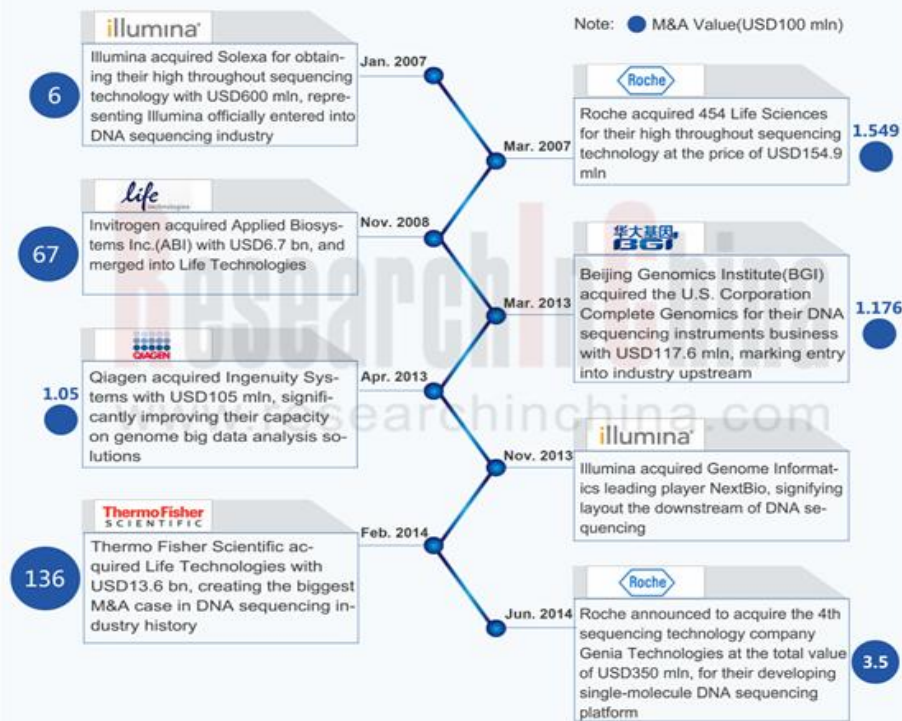 Note: M&A Value(USD100 mln)
illumina
Jan. 2007
6
Illumina acquired Solexa for obtain-
ing their high throughout sequencing
technology with USD600 mln, repre-
senting Illumina officially entered into
DNA sequencing industry
Roche
Mar. 2007
Roche acquired 454 Life Sciences
for their high throughout sequencing
technology at the price of USD154.9
mln
1.549
life
technologies
Nov. 2008
67
Invitrogen acquired Applied Biosys-
tems Inc.(ABI) with USD6.7 bn, and
merged into Life Technologies
华大基因
BGI
Mar. 2013
Beijing Genomics Institute(BGI)
acquired the U.S. Corporation
Complete Genomics for their DNA
sequencing instruments business
with USD117.6 mln, marking entry
into industry upstream
1.176
QIAGEN
Apr. 2013
1.05
Qiagen acquired Ingenuity Sys-
tems with USD105 mln, signifi-
cantly improving their capacity
on genome big data analysis so-
lutions
illumina
Nov. 2013
Illumina acquired Genome Informat-
ics leading player NextBio, signifying
layout the downstream of DNA se-
quencing
ThermoFisher
SCIENTIFIC
Feb. 2014
136
Thermo Fisher Scientific ac-
quired Life Technologies with
USD13.6 bn, creating the biggest
M&A case in DNA sequencing in-
dustry history
Roche
Jun. 2014
Roche announced to acquire the 4th
sequencing technology company
Genia Technologies at the total value
of USD350 mln, for their developing
single-molecule DNA sequencing
platform
3.5
ResearchInChina
www.researchinchina.com